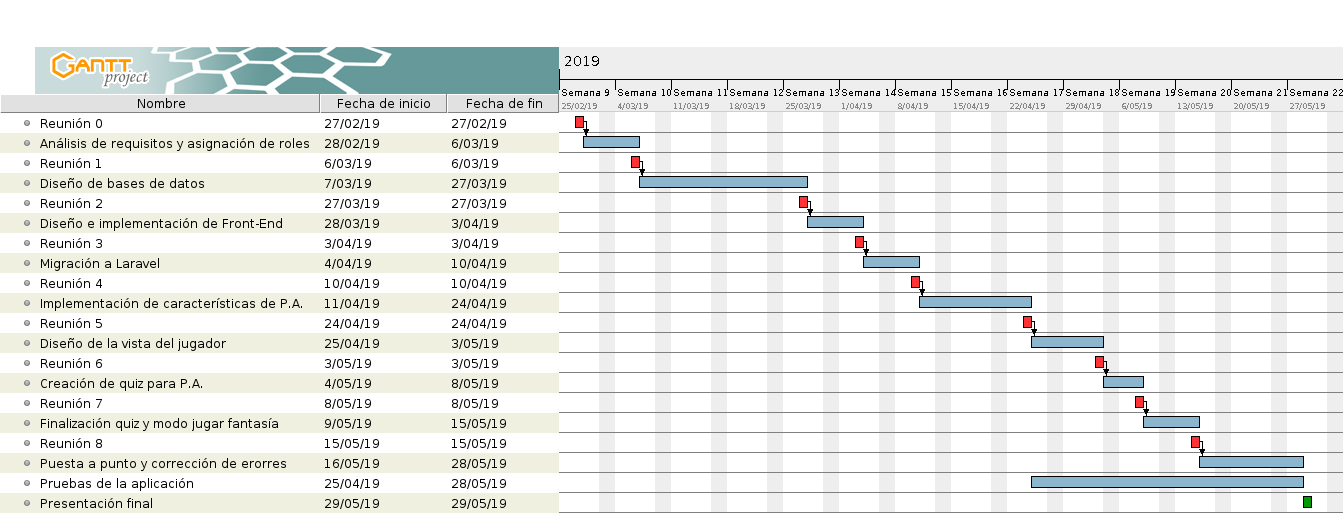 GANTT
project
2019
Semana 9 Semana 10 Semana 11 Semana 12 Semana 13 Semana 14 Semana 15 Semana 16 Semana 17 Semana 18 Semana 19 Semana 20 Semana 21 Semana 22
Nombre Fecha de inicio Fecha de fin
25/02/19 4/03/19 11/03/19 18/03/19 25/03/19 1/04/19 8/04/19 15/04/19 22/04/19 29/04/19 6/05/19 13/05/19 20/05/19 27/05/19
Reunión 0 27/02/19 27/02/19
Análisis de requisitos y asignación de roles 28/02/19 6/03/19
Reunión 1 6/03/19 6/03/19
Diseño de bases de datos 7/03/19 27/03/19
Reunión 2 27/03/19 27/03/19
Diseño e implementación de Front-End 28/03/19 3/04/19
Reunión 3 3/04/19 3/04/19
Migración a Laravel 4/04/19 10/04/19
Reunión 4 10/04/19 10/04/19
Implementación de características de P.A. 11/04/19 24/04/19
Reunión 5 24/04/19 24/04/19
Diseño de la vista del jugador 25/04/19 3/05/19
Reunión 6 3/05/19 3/05/19
Creación de quiz para P.A. 4/05/19 8/05/19
Reunión 7 8/05/19 8/05/19
Finalización quiz y modo jugar fantasía 9/05/19 15/05/19
Reunión 8 15/05/19 15/05/19
Puesta a punto y corrección de erorres 16/05/19 28/05/19
Pruebas de la aplicación 25/04/19 28/05/19
Presentación final 29/05/19 29/05/19